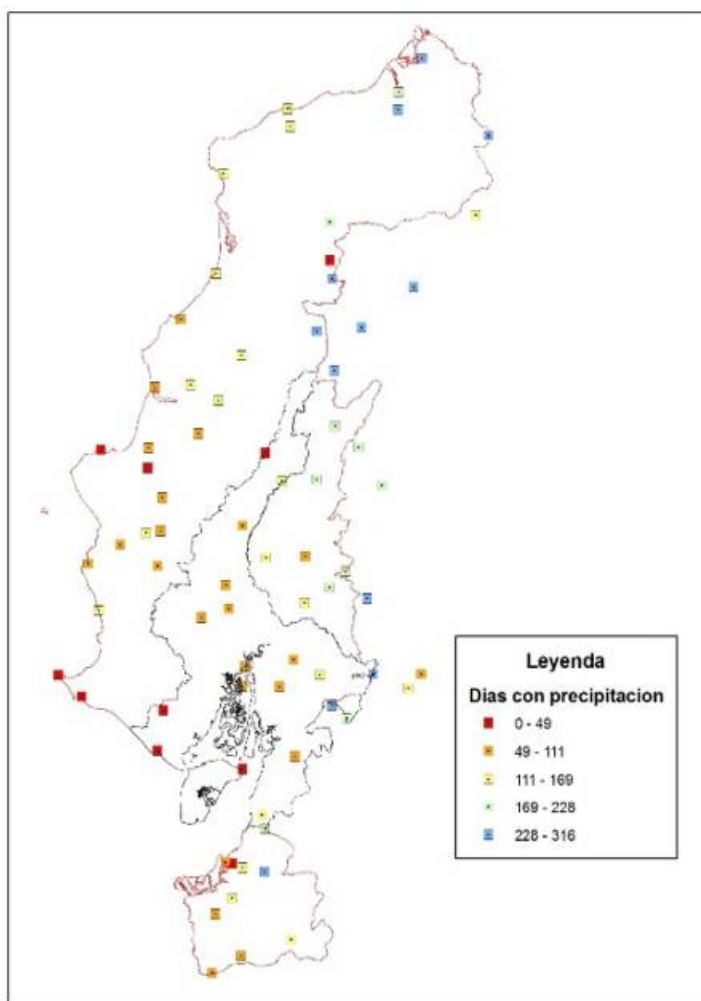 Leyenda
Dias con precipitacion
0 - 49
49 - 111
111 - 169
169 - 228
228 - 316